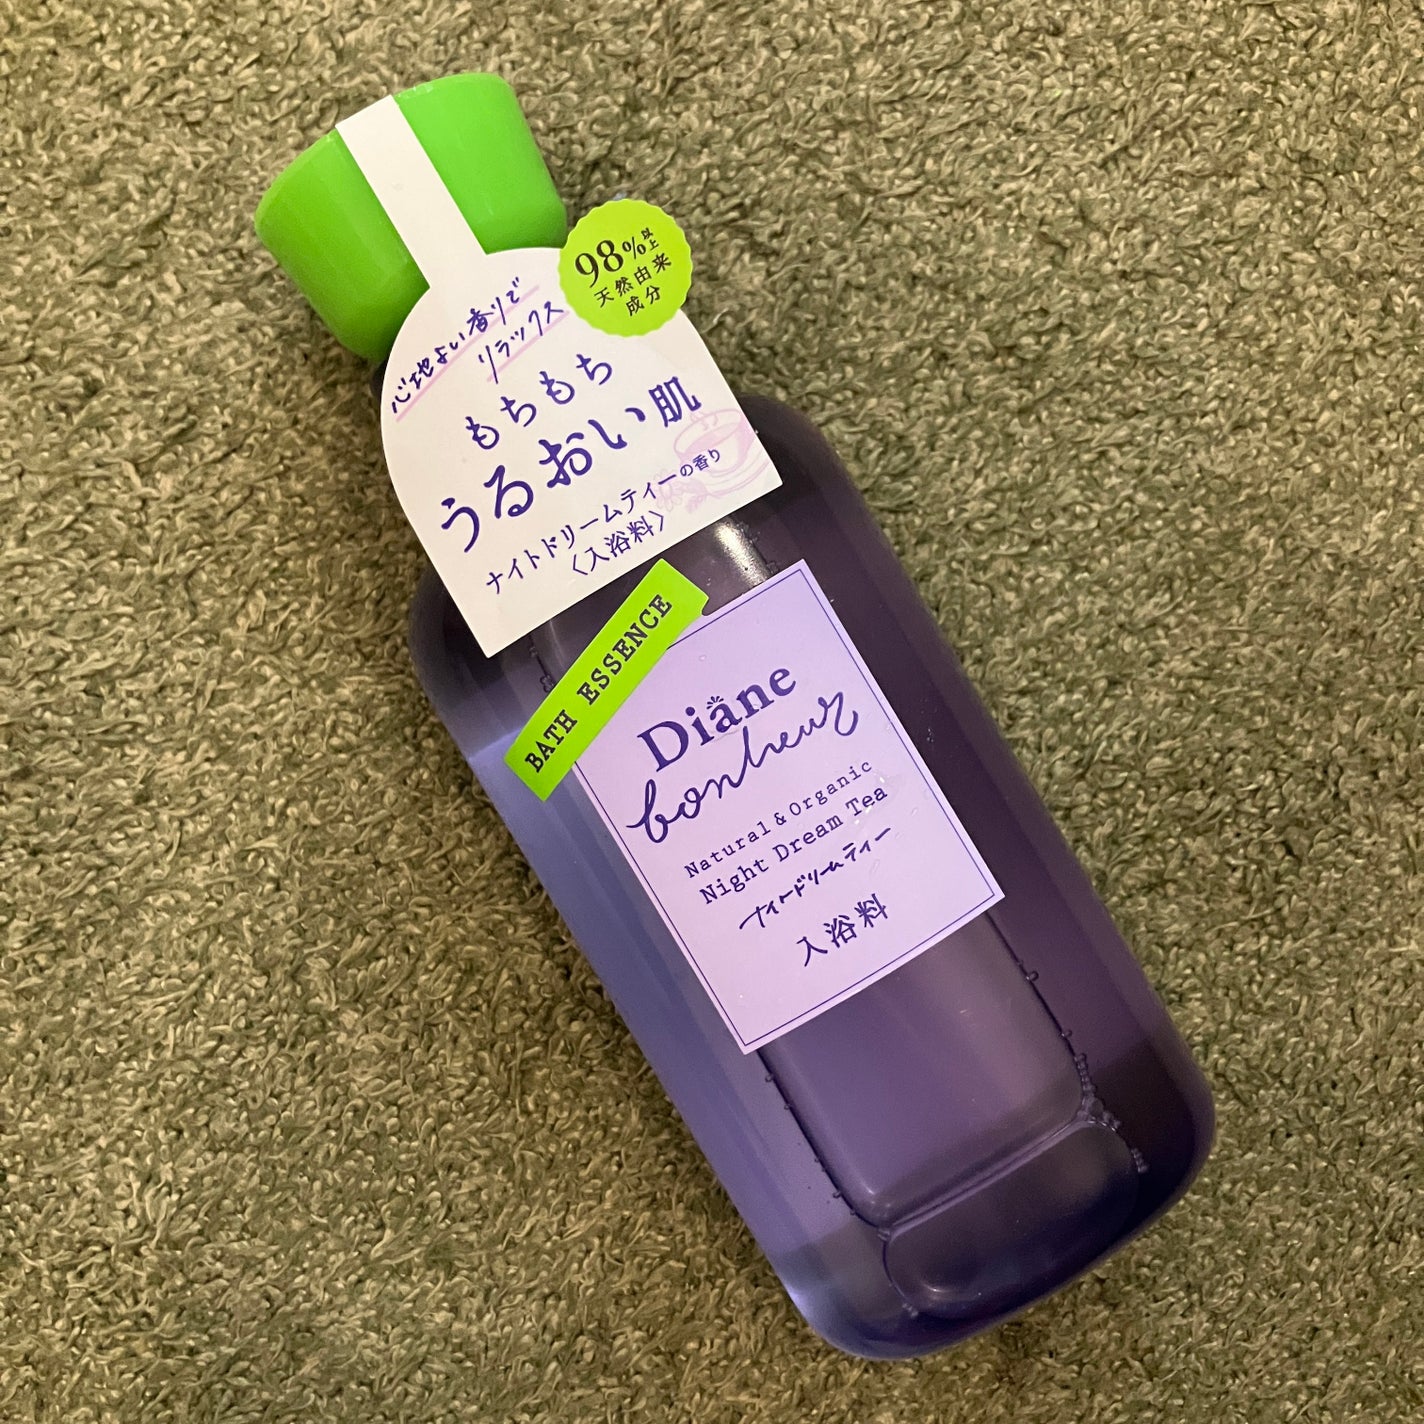 98%以上
天然由来
成分
心地よい香りで
リラックス
もちもち
うるおい肌
ナイトドリームティーの香り
〈入浴料〉
BATH ESSENCE
Diane
bonheur
Natural & Organic
Night Dream Tea
ナイトドリームティー
入浴料